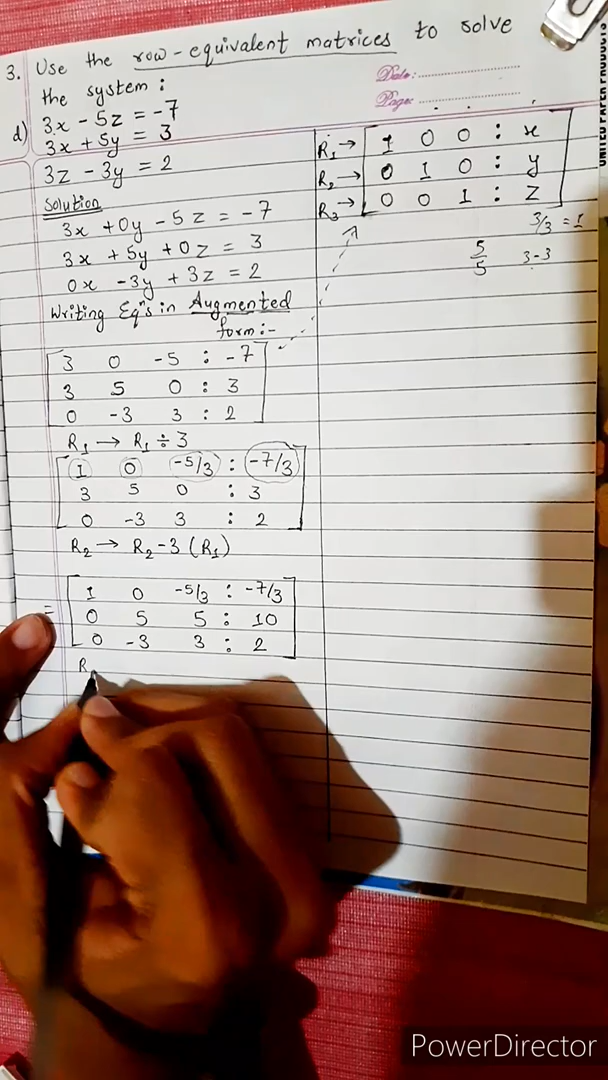 3. Use the row-equivalent matrices to solve
the system :
Date: ....................
Page: ....................
d) 3x - 5z = -7
3x + 5y = 3
3z - 3y = 2
Solution
3x + 0y - 5z = -7
3x + 5y + 0z = 3
0x - 3y + 3z = 2
Writing Eqⁿs in Augmented
form:-
3 0 -5 : -7
3 5 0 : 3
0 -3 3 : 2
R₁ → R₁ ÷ 3
1 0 -5/3 : -7/3
3 5 0 : 3
0 -3 3 : 2
R₂ → R₂ - 3 (R₁)
= 1 0 -5/3 : -7/3
0 5 5 : 10
0 -3 3 : 2
R
R₁ → 1 0 0 : x
R₂ → 0 1 0 : y
R₃ → 0 0 1 : z
3/3 = 1
5/5 3-3
UNITED PAPER PRODUCTS
PowerDirector